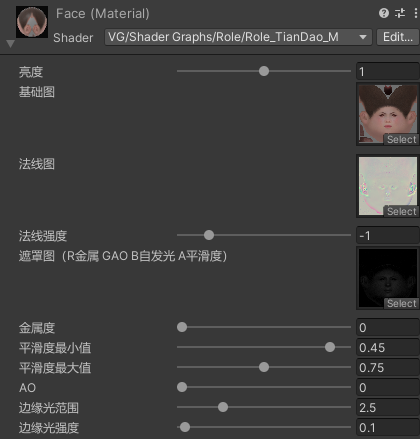 Face (Material)
Shader VG/Shader Graphs/Role/Role_TianDao_M Edit...
亮度 1
基础图
Select
法线图
Select
法线强度 -1
遮罩图（R金属 GAO B自发光 A平滑度）
Select
金属度 0
平滑度最小值 0.45
平滑度最大值 0.75
AO 0
边缘光范围 2.5
边缘光强度 0.1